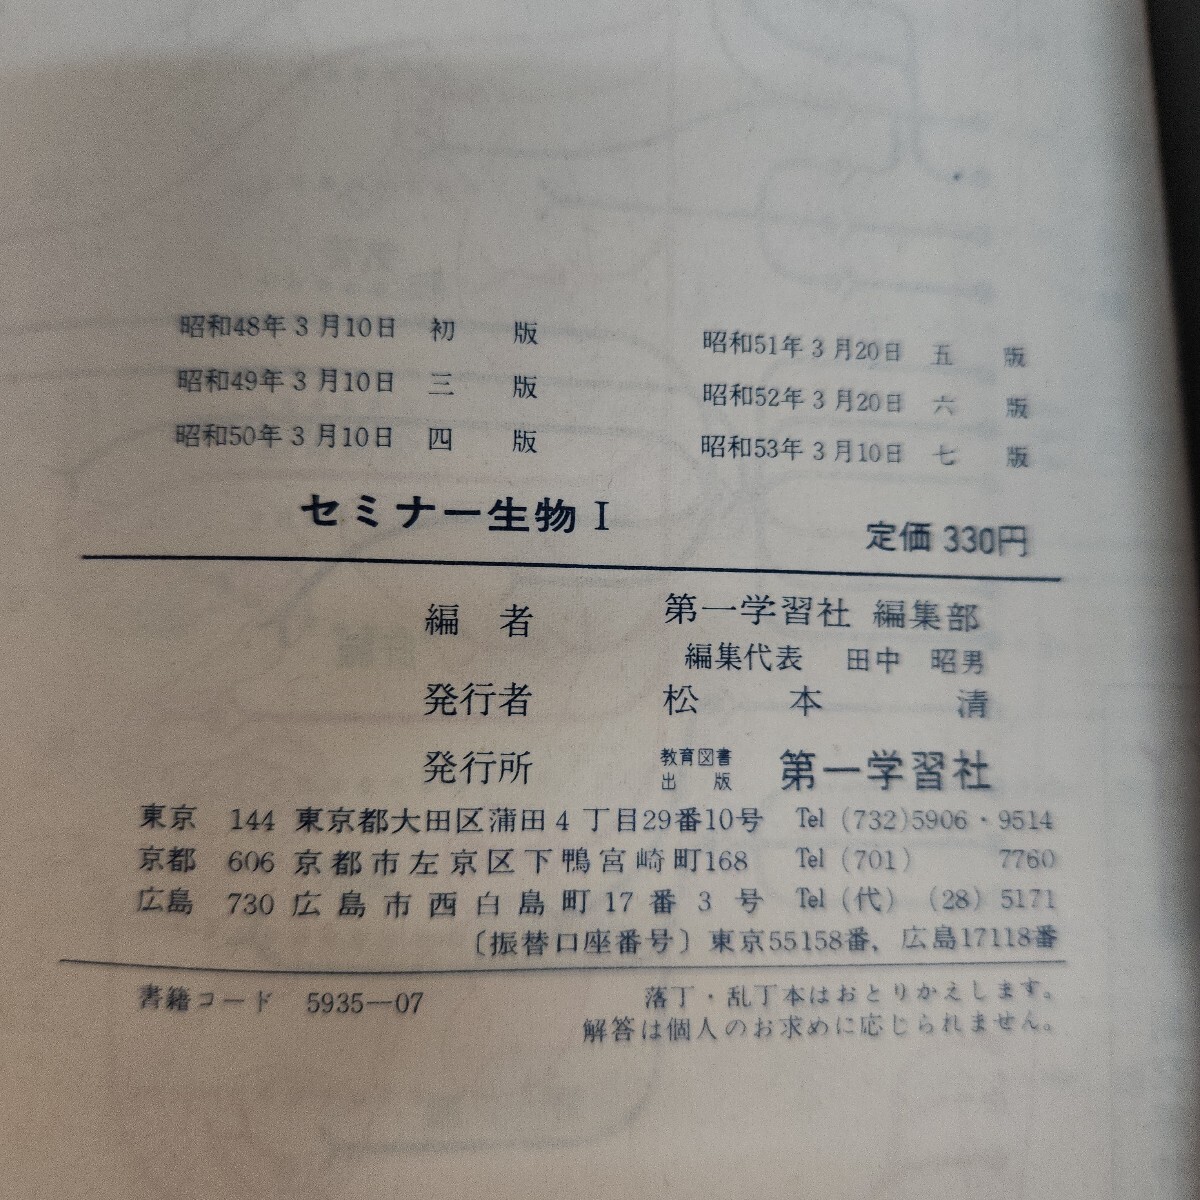 昭和48年3月10日 初版
昭和49年3月10日 三版
昭和50年3月10日 四版
昭和51年3月20日 五版
昭和52年3月20日 六版
昭和53年3月10日 七版
セミナー生物Ⅰ 定価 330円
編者 第一学習社 編集部
編集代表 田中 昭男
発行者 松本清
発行所 教育図書出版 第一学習社
東京 144 東京都大田区蒲田4丁目29番10号 Tel (732)5906・9514
京都 606 京都市左京区下鴨宮崎町168 Tel (701) 7760
広島 730 広島市西白島町17番3号 Tel (代) (28) 5171
〔振替口座番号〕東京55158番, 広島17118番
書籍コード 5935―07
落丁・乱丁本はおとりかえします。
解答は個人のお求めに応じられません。